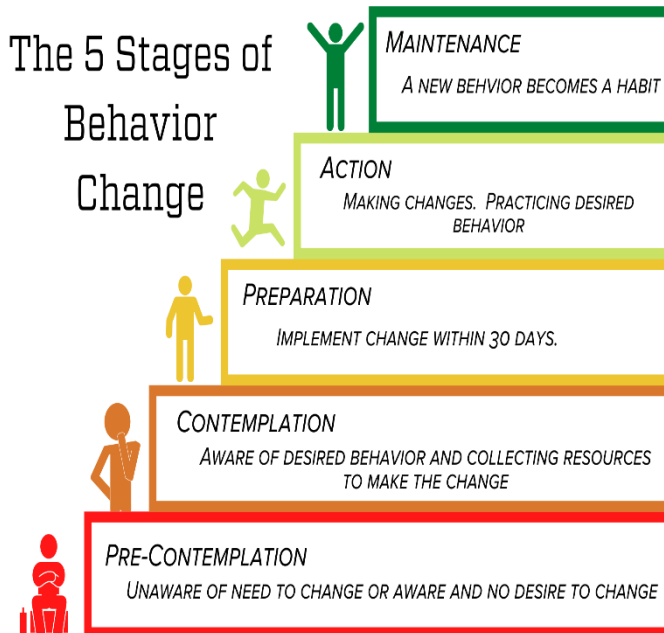 The 5 Stages of
Behavior
Change
MAINTENANCE
A NEW BEHVIOR BECOMES A HABIT
ACTION
MAKING CHANGES. PRACTICING DESIRED
BEHAVIOR
PREPARATION
IMPLEMENT CHANGE WITHIN 30 DAYS.
CONTEMPLATION
AWARE OF DESIRED BEHAVIOR AND COLLECTING RESOURCES
TO MAKE THE CHANGE
PRE-CONTEMPLATION
UNAWARE OF NEED TO CHANGE OR AWARE AND NO DESIRE TO CHANGE